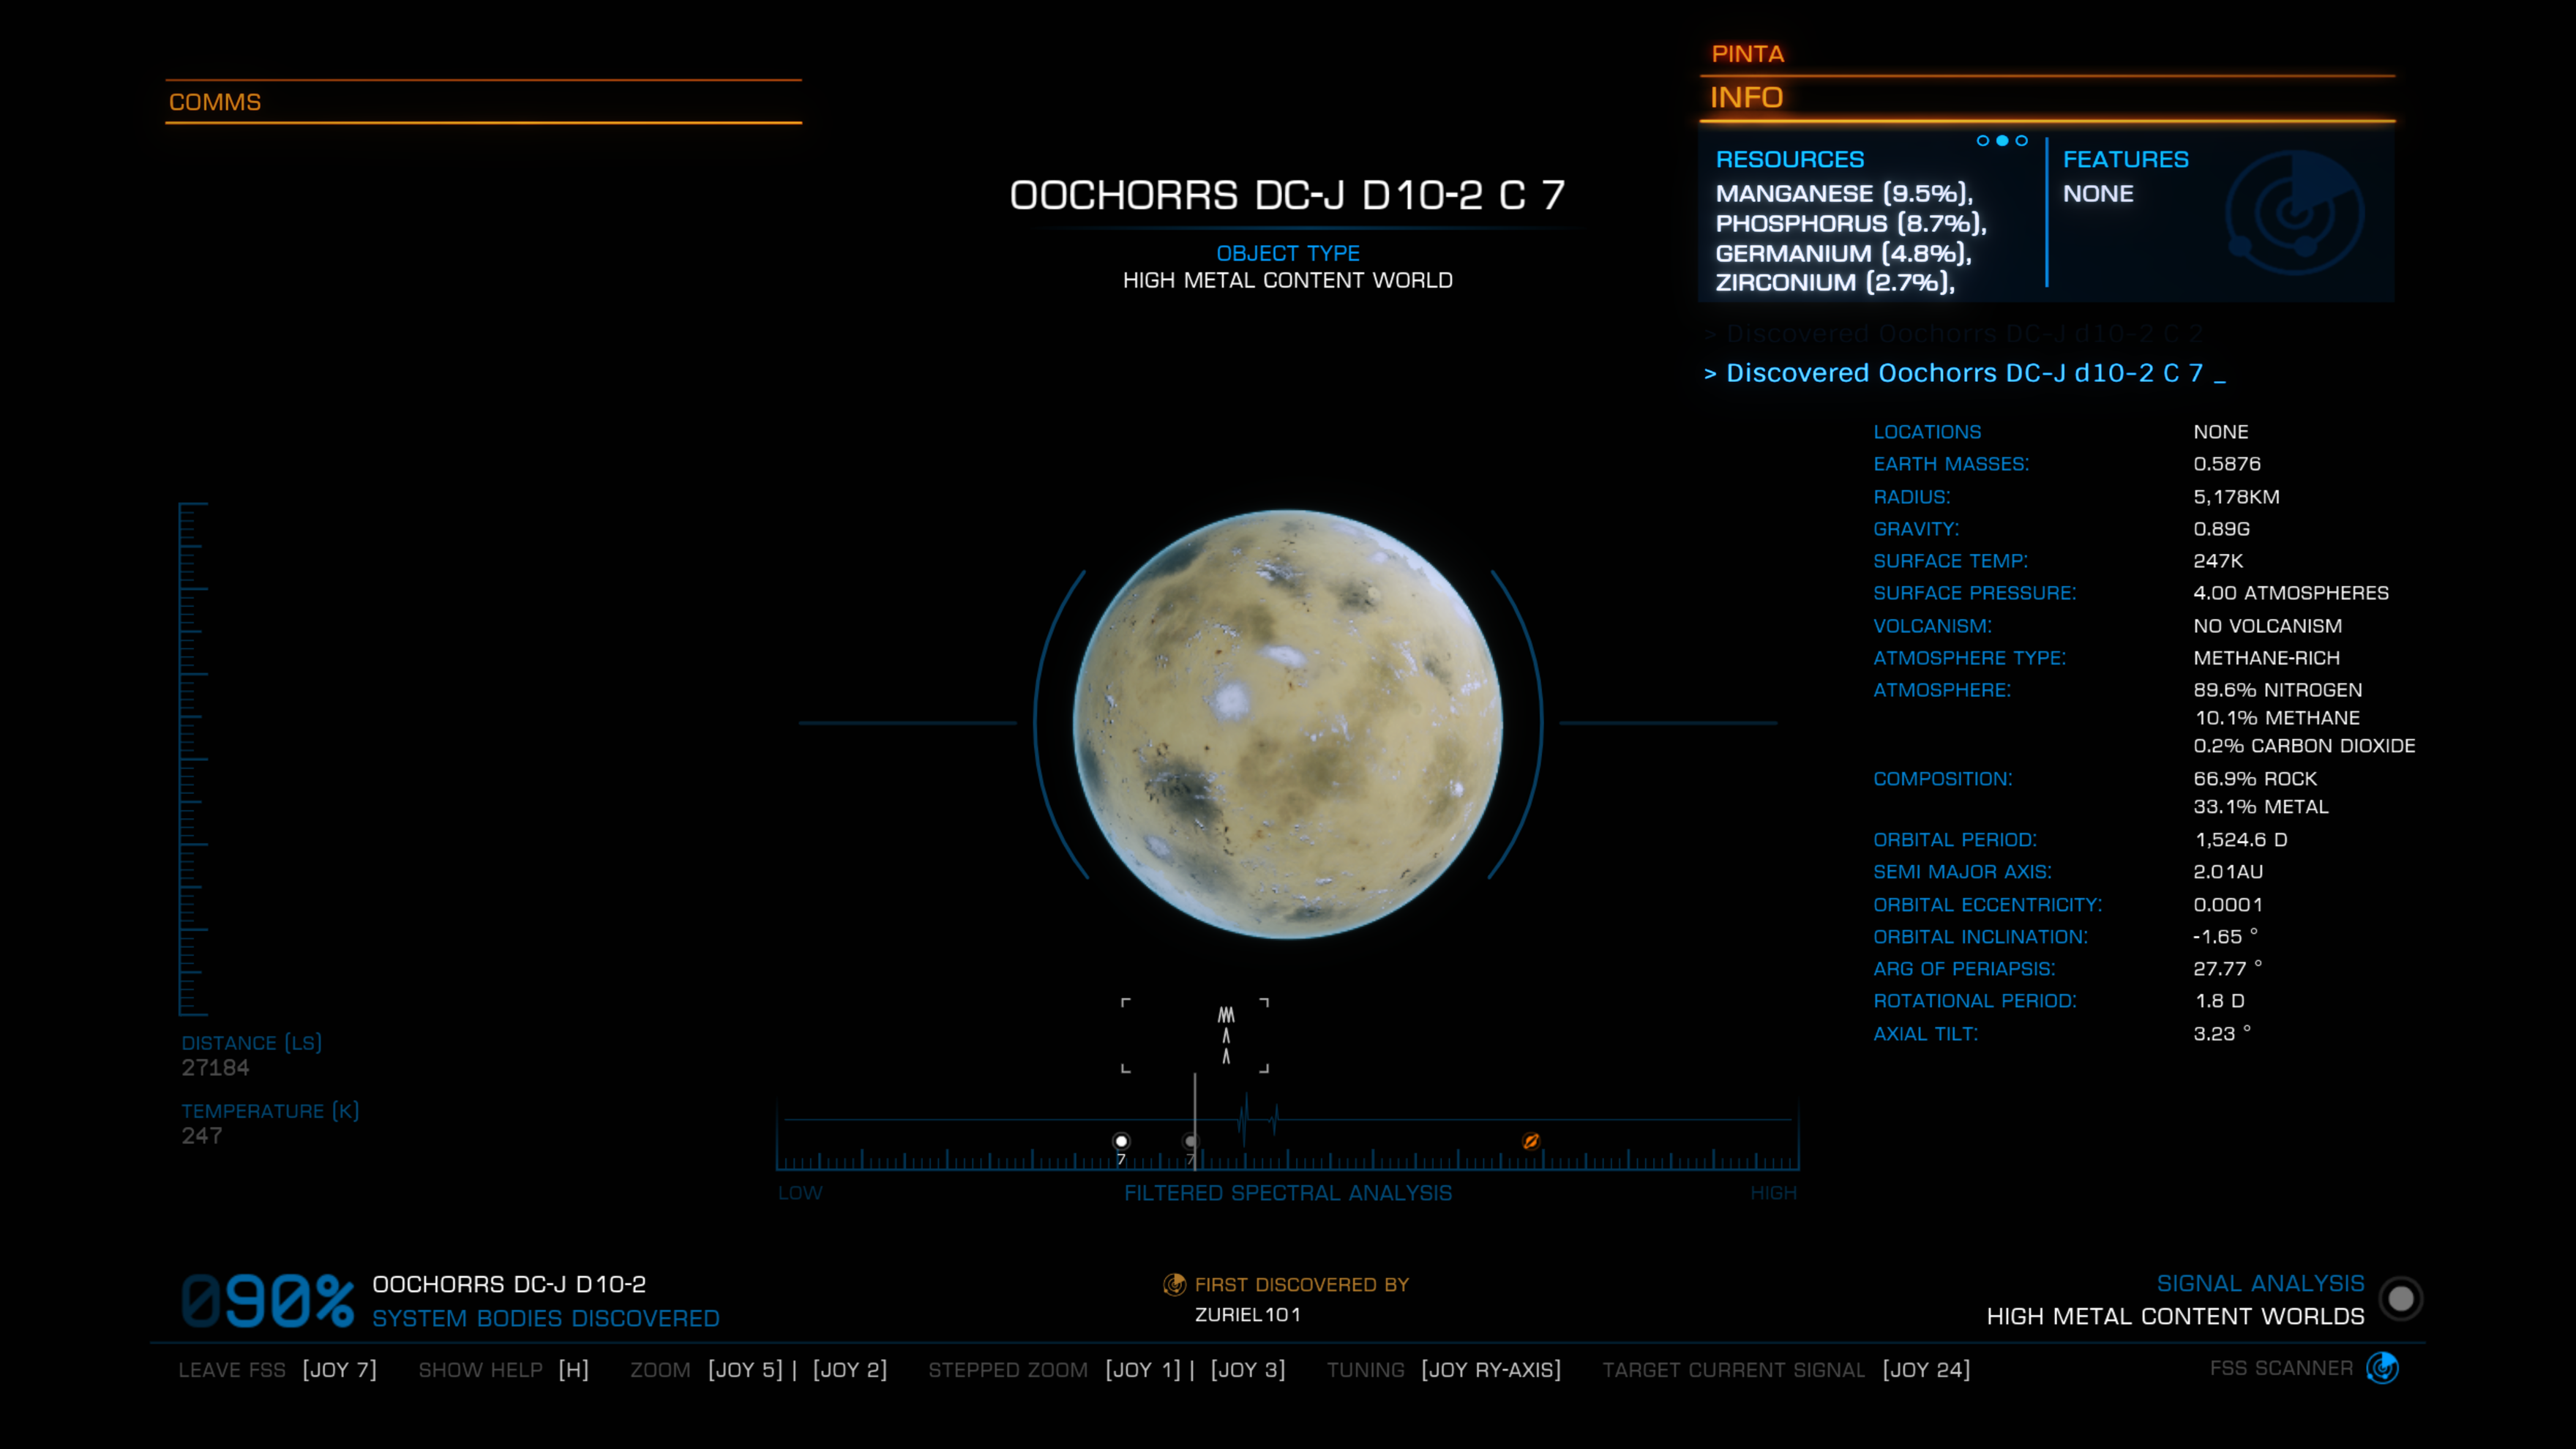 PINTA
COMMS
INFO
OOCHORRS DC-J D10-2 C 7
OBJECT TYPE
HIGH METAL CONTENT WORLD
RESOURCES
MANGANESE (9.5%),
PHOSPHORUS (8.7%),
GERMANIUM (4.8%),
ZIRCONIUM (2.7%),
FEATURES
NONE
> Discovered Oochorrs DC-J d10-2 C 2
> Discovered Oochorrs DC-J d10-2 C 7 _
LOCATIONS NONE
EARTH MASSES: 0.5876
RADIUS: 5,178KM
GRAVITY: 0.89G
SURFACE TEMP: 247K
SURFACE PRESSURE: 4.00 ATMOSPHERES
VOLCANISM: NO VOLCANISM
ATMOSPHERE TYPE: METHANE-RICH
ATMOSPHERE: 89.6% NITROGEN
10.1% METHANE
0.2% CARBON DIOXIDE
COMPOSITION: 66.9% ROCK
33.1% METAL
ORBITAL PERIOD: 1,524.6 D
SEMI MAJOR AXIS: 2.01AU
ORBITAL ECCENTRICITY: 0.0001
ORBITAL INCLINATION: -1.65 °
ARG OF PERIAPSIS: 27.77 °
ROTATIONAL PERIOD: 1.8 D
AXIAL TILT: 3.23 °
DISTANCE (LS)
27184
TEMPERATURE (K)
247
7 7
LOW FILTERED SPECTRAL ANALYSIS HIGH
090% OOCHORRS DC-J D10-2
SYSTEM BODIES DISCOVERED
FIRST DISCOVERED BY
ZURIEL101
SIGNAL ANALYSIS
HIGH METAL CONTENT WORLDS
LEAVE FSS [JOY 7] SHOW HELP [H] ZOOM [JOY 5] | [JOY 2] STEPPED ZOOM [JOY 1] | [JOY 3] TUNING [JOY RY-AXIS] TARGET CURRENT SIGNAL [JOY 24] FSS SCANNER